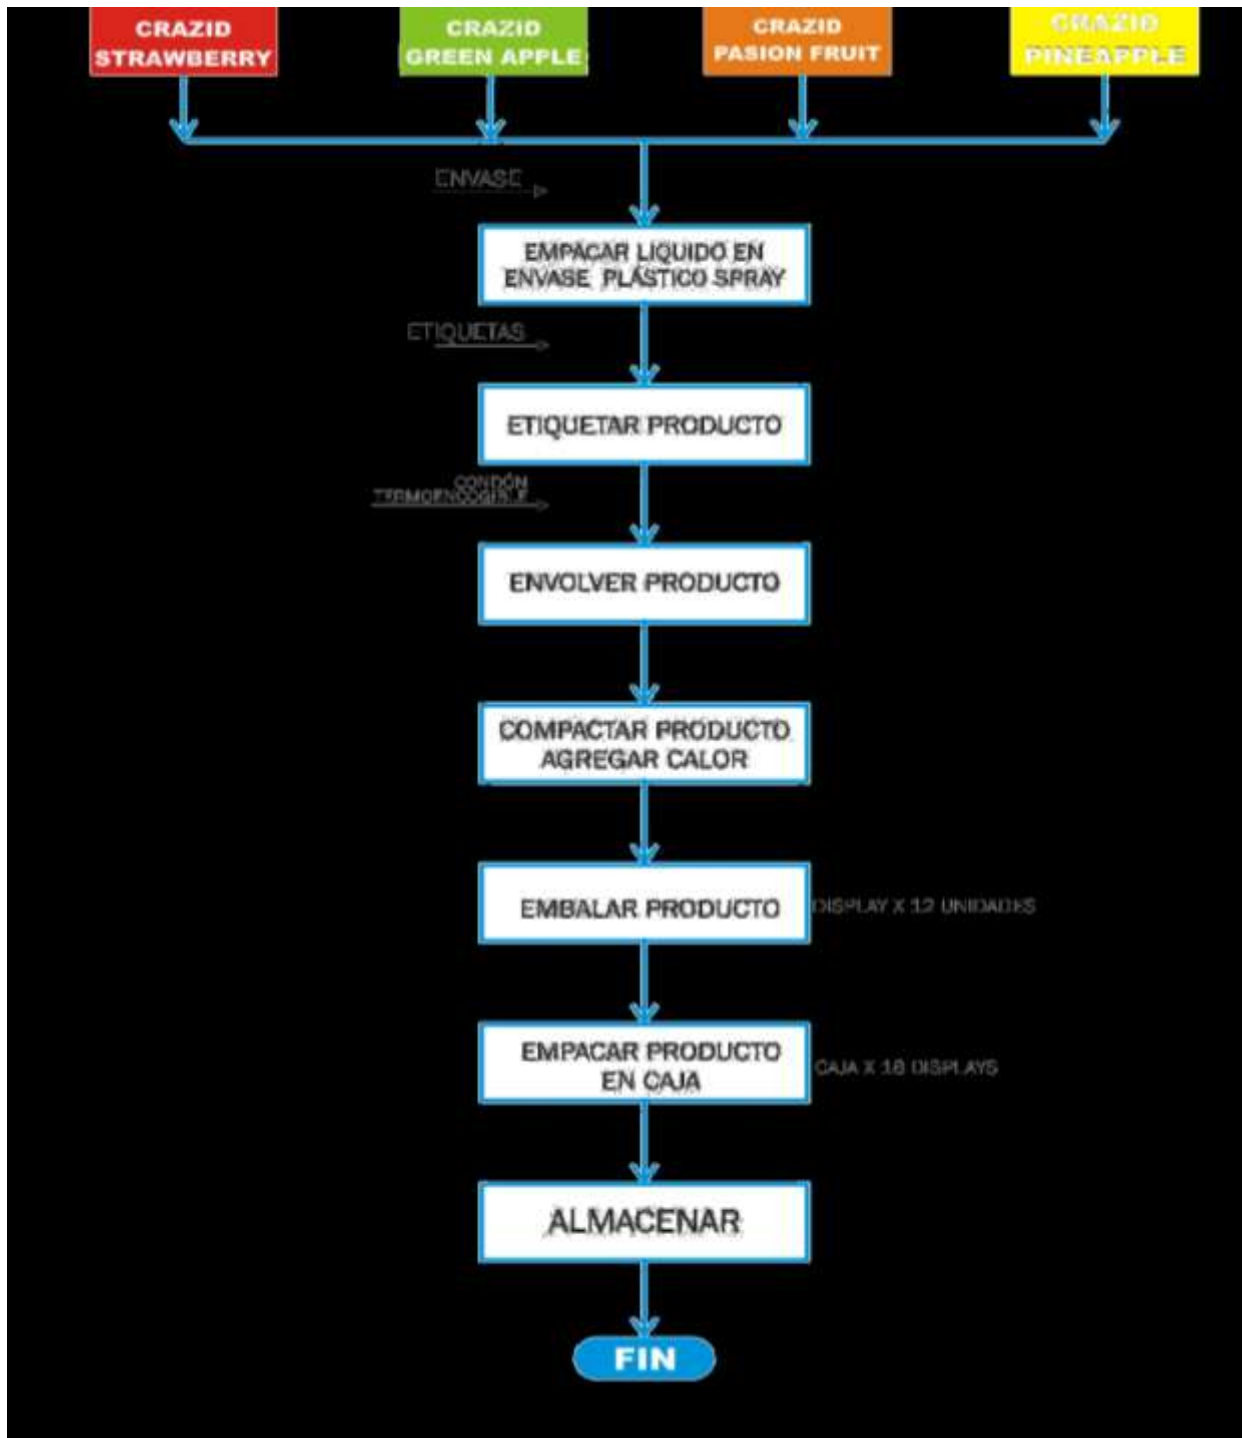 CRAZID
STRAWBERRY
CRAZID
GREEN APPLE
CRAZID
PASION FRUIT
CRAZID
PINEAPPLE
ENVASE
EMPACAR LIQUIDO EN
ENVASE PLÁSTICO SPRAY
ETIQUETAS
ETIQUETAR PRODUCTO
CONDÓN
TERMOENCOGIBLE
ENVOLVER PRODUCTO
COMPACTAR PRODUCTO
AGREGAR CALOR
EMBALAR PRODUCTO
DISPLAY X 12 UNIDADES
EMPACAR PRODUCTO
EN CAJA
CAJA X DISPLAYS
ALMACENAR
FIN